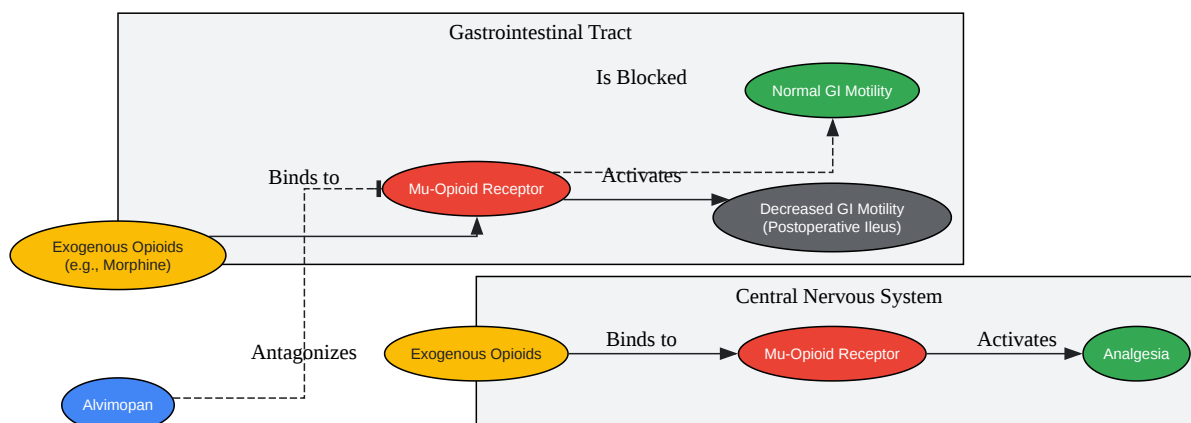 Gastrointestinal Tract
Is Blocked
Normal GI Motility
Binds to
Mu-Opioid Receptor
Activates
Decreased GI Motility
(Postoperative Ileus)
Exogenous Opioids
(e.g., Morphine)
Central Nervous System
Antagonizes
Exogenous Opioids
Binds to
Mu-Opioid Receptor
Activates
Analgesia
Alvimopan